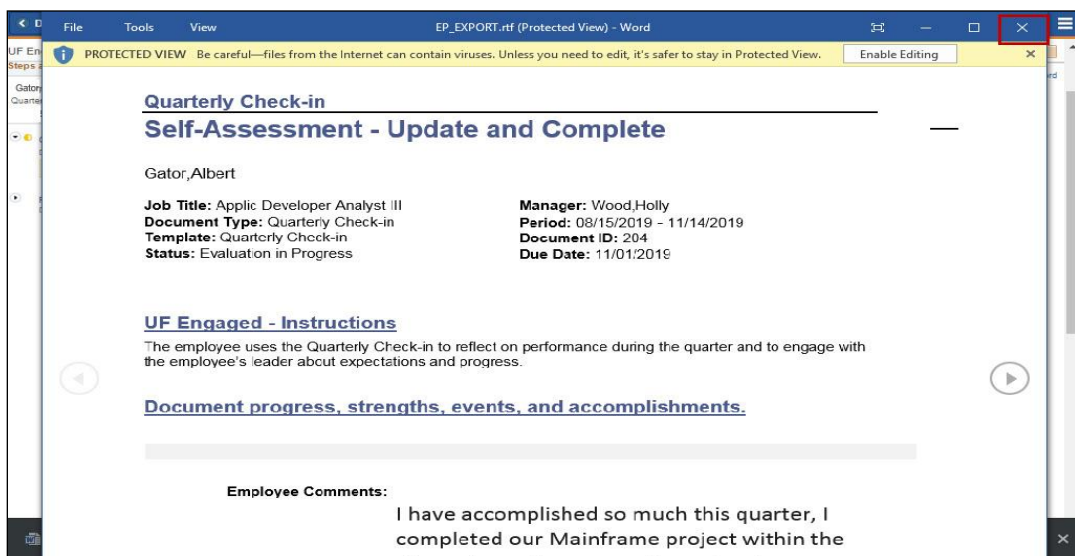 File Tools View EP_EXPORT.rtf (Protected View) - Word
PROTECTED VIEW Be careful—files from the Internet can contain viruses. Unless you need to edit, it's safer to stay in Protected View. Enable Editing
UF En
Steps a
Gator,
Quarter
Quarterly Check-in
Self-Assessment - Update and Complete
Gator,Albert
Job Title: Applic Developer Analyst III Manager: Wood,Holly
Document Type: Quarterly Check-in Period: 08/15/2019 - 11/14/2019
Template: Quarterly Check-in Document ID: 204
Status: Evaluation in Progress Due Date: 11/01/2019
UF Engaged - Instructions
The employee uses the Quarterly Check-in to reflect on performance during the quarter and to engage with
the employee's leader about expectations and progress.
Document progress, strengths, events, and accomplishments.
Employee Comments:
I have accomplished so much this quarter, I
completed our Mainframe project within the